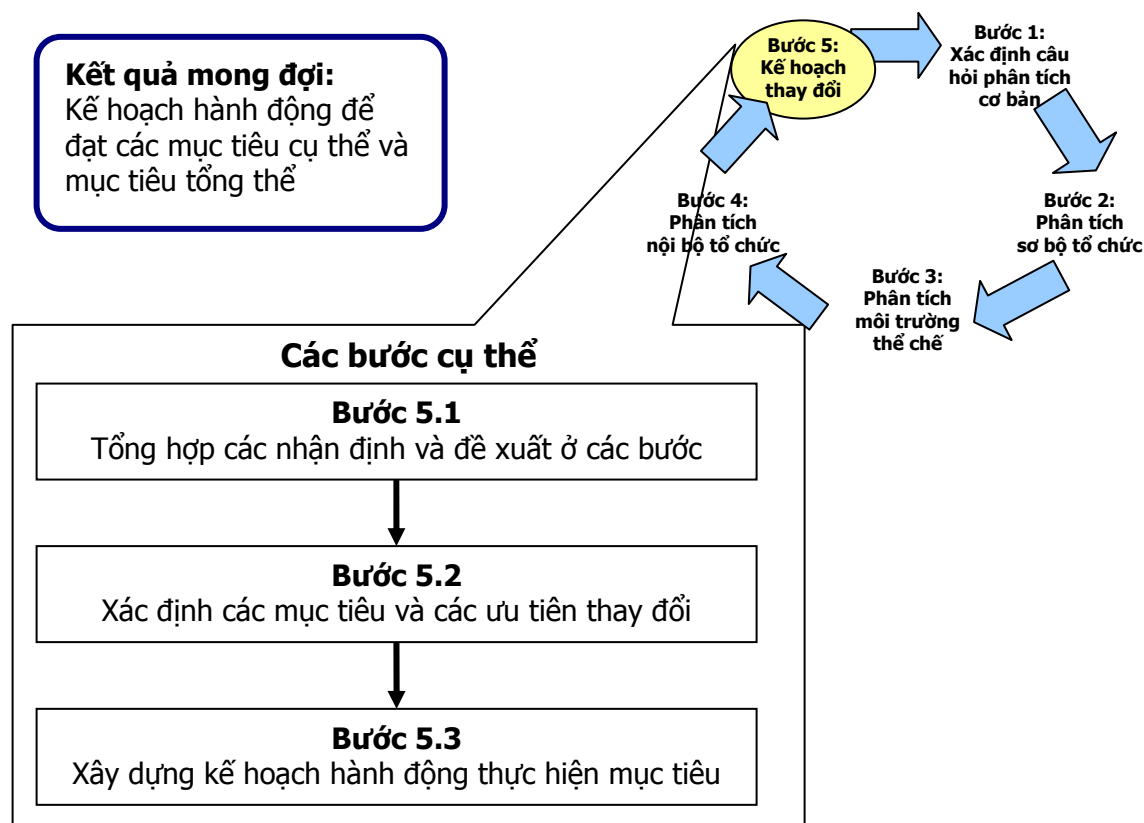 Kết quả mong đợi:
Kế hoạch hành động để
đạt các mục tiêu cụ thể và
mục tiêu tổng thể
Bước 5:
Kế hoạch
thay đổi
Bước 1:
Xác định câu
hỏi phân tích
cơ bản
Bước 2:
Phân tích
sơ bộ tổ chức
Bước 3:
Phân tích
môi trường
thể chế
Bước 4:
Phân tích
nội bộ tổ chức
Các bước cụ thể
Bước 5.1
Tổng hợp các nhận định và đề xuất ở các bước
Bước 5.2
Xác định các mục tiêu và các ưu tiên thay đổi
Bước 5.3
Xây dựng kế hoạch hành động thực hiện mục tiêu